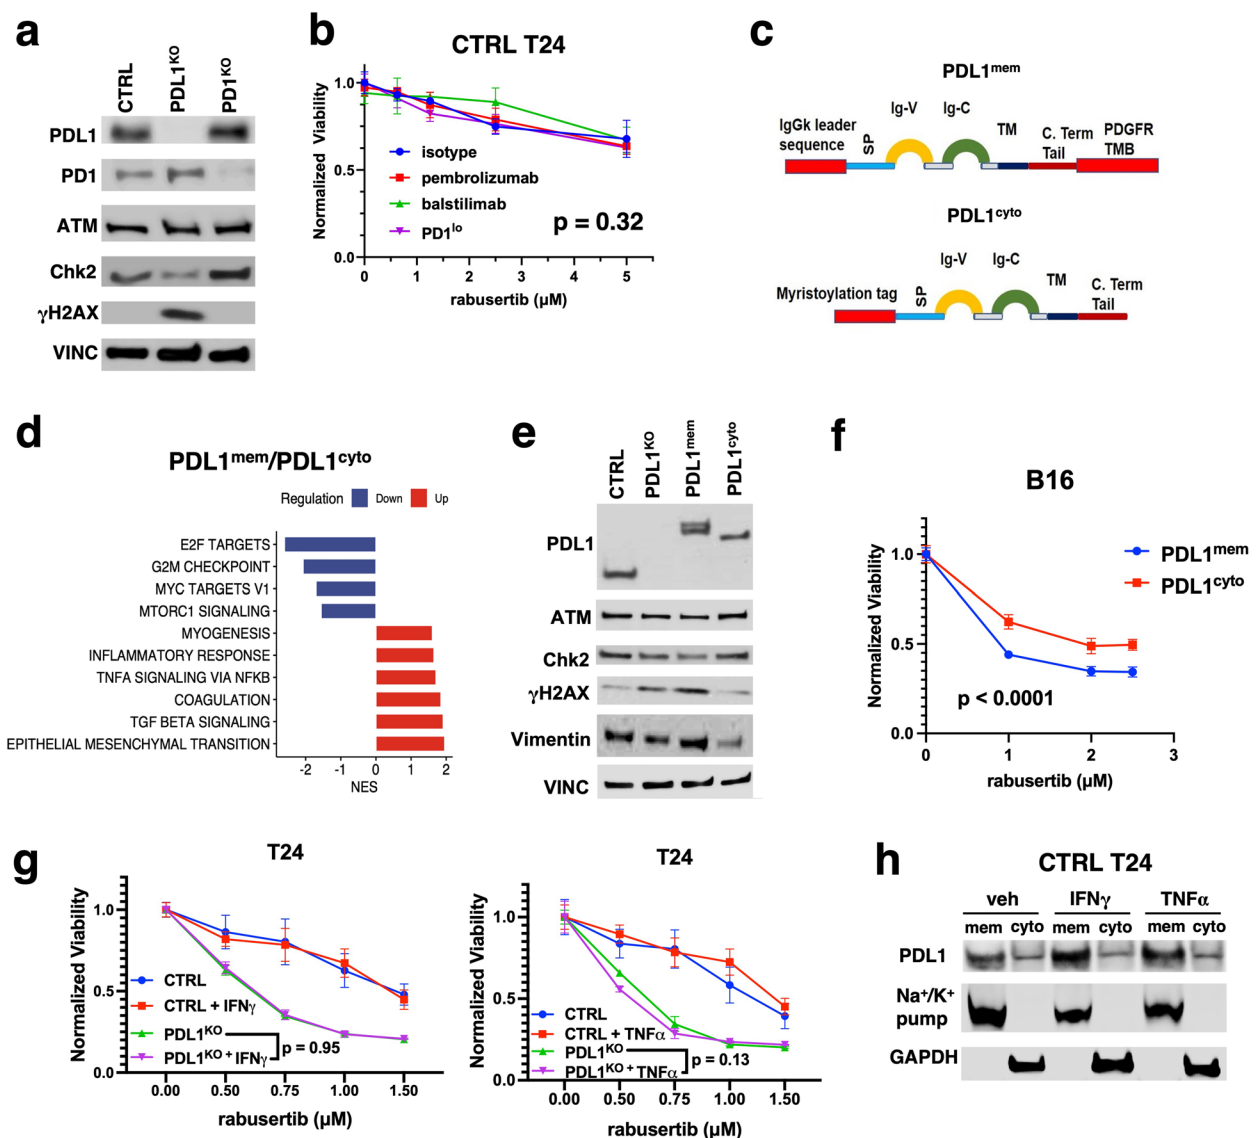 a
CTRL
PDL1KO
PD1KO
PDL1
PD1
ATM
Chk2
γH2AX
VINC
b
CTRL T24
Normalized Viability
1.0
0.5
0.0
isotype
pembrolizumab
balstilimab
PD1lo
p = 0.32
0 1 2 3 4 5
rabusertib (µM)
c
PDL1mem
IgGk leader
sequence
SP
Ig-V
Ig-C
TM
C. Term
Tail
PDGFR
TMB
PDL1cyto
Myristoylation tag
SP
Ig-V
Ig-C
TM
C. Term
Tail
d
PDL1mem/PDL1cyto
Regulation Down Up
E2F TARGETS
G2M CHECKPOINT
MYC TARGETS V1
MTORC1 SIGNALING
MYOGENESIS
INFLAMMATORY RESPONSE
TNFA SIGNALING VIA NFKB
COAGULATION
TGF BETA SIGNALING
EPITHELIAL MESENCHYMAL TRANSITION
-2 -1 0 1 2
NES
e
CTRL
PDL1KO
PDL1mem
PDL1cyto
PDL1
ATM
Chk2
γH2AX
Vimentin
VINC
f
B16
Normalized Viability
1.0
0.5
0.0
PDL1mem
PDL1cyto
p < 0.0001
0 1 2 3
rabusertib (µM)
g
T24
Normalized Viability
1.0
0.5
0.0
CTRL
CTRL + IFNγ
PDL1KO
PDL1KO + IFNγ
p = 0.95
0.00 0.50 0.75 1.00 1.50
rabusertib (µM)
T24
Normalized Viability
1.0
0.5
0.0
CTRL
CTRL + TNFα
PDL1KO
PDL1KO + TNFα
p = 0.13
0.00 0.50 0.75 1.00 1.50
rabusertib (µM)
h
CTRL T24
veh IFNγ TNFα
mem cyto mem cyto mem cyto
PDL1
Na+/K+
pump
GAPDH